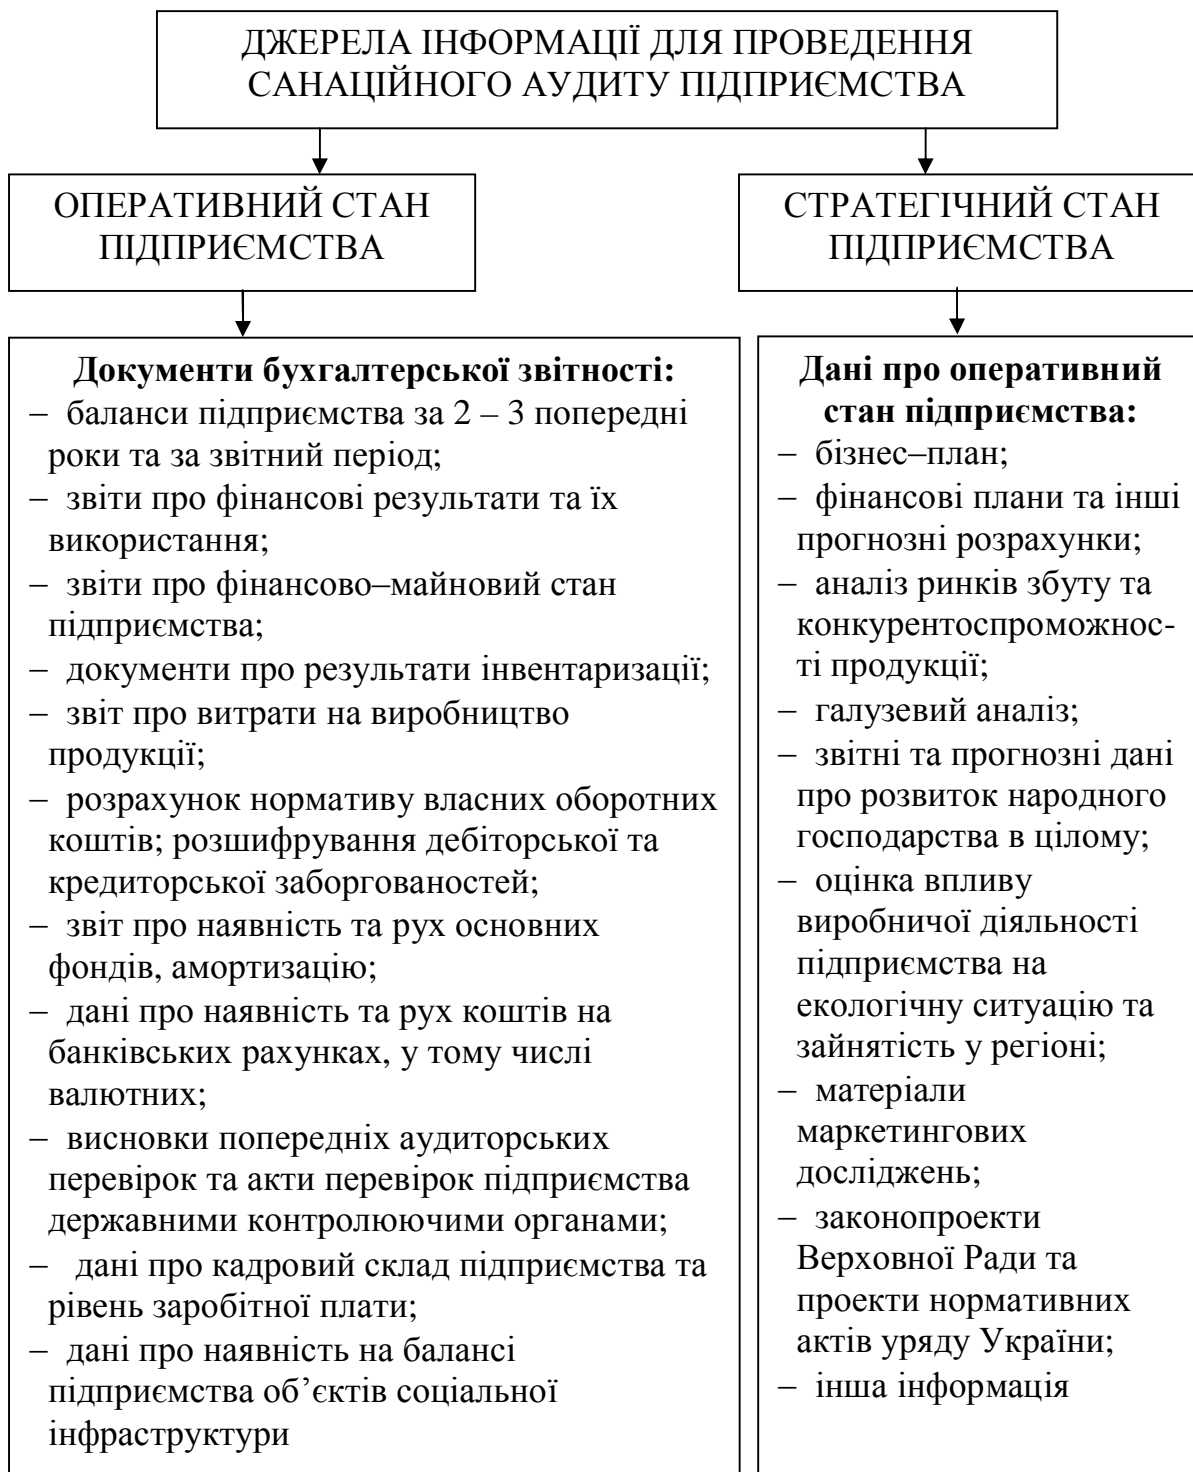 ДЖЕРЕЛА ІНФОРМАЦІЇ ДЛЯ ПРОВЕДЕННЯ
САНАЦІЙНОГО АУДИТУ ПІДПРИЄМСТВА
ОПЕРАТИВНИЙ СТАН
ПІДПРИЄМСТВА
СТРАТЕГІЧНИЙ СТАН
ПІДПРИЄМСТВА
Документи бухгалтерської звітності:
– баланси підприємства за 2 – 3 попередні
роки та за звітний період;
– звіти про фінансові результати та їх
використання;
– звіти про фінансово–майновий стан
підприємства;
– документи про результати інвентаризації;
– звіт про витрати на виробництво
продукції;
– розрахунок нормативу власних оборотних
коштів; розшифрування дебіторської та
кредиторської заборгованостей;
– звіт про наявність та рух основних
фондів, амортизацію;
– дані про наявність та рух коштів на
банківських рахунках, у тому числі
валютних;
– висновки попередніх аудиторських
перевірок та акти перевірок підприємства
державними контролюючими органами;
– дані про кадровий склад підприємства та
рівень заробітної плати;
– дані про наявність на балансі
підприємства об’єктів соціальної
інфраструктури
Дані про оперативний
стан підприємства:
– бізнес–план;
– фінансові плани та інші
прогнозні розрахунки;
– аналіз ринків збуту та
конкурентоспроможнос-
ті продукції;
– галузевий аналіз;
– звітні та прогнозні дані
про розвиток народного
господарства в цілому;
– оцінка впливу
виробничої діяльності
підприємства на
екологічну ситуацію та
зайнятість у регіоні;
– матеріали
маркетингових
досліджень;
– законопроекти
Верховної Ради та
проекти нормативних
актів уряду України;
– інша інформація